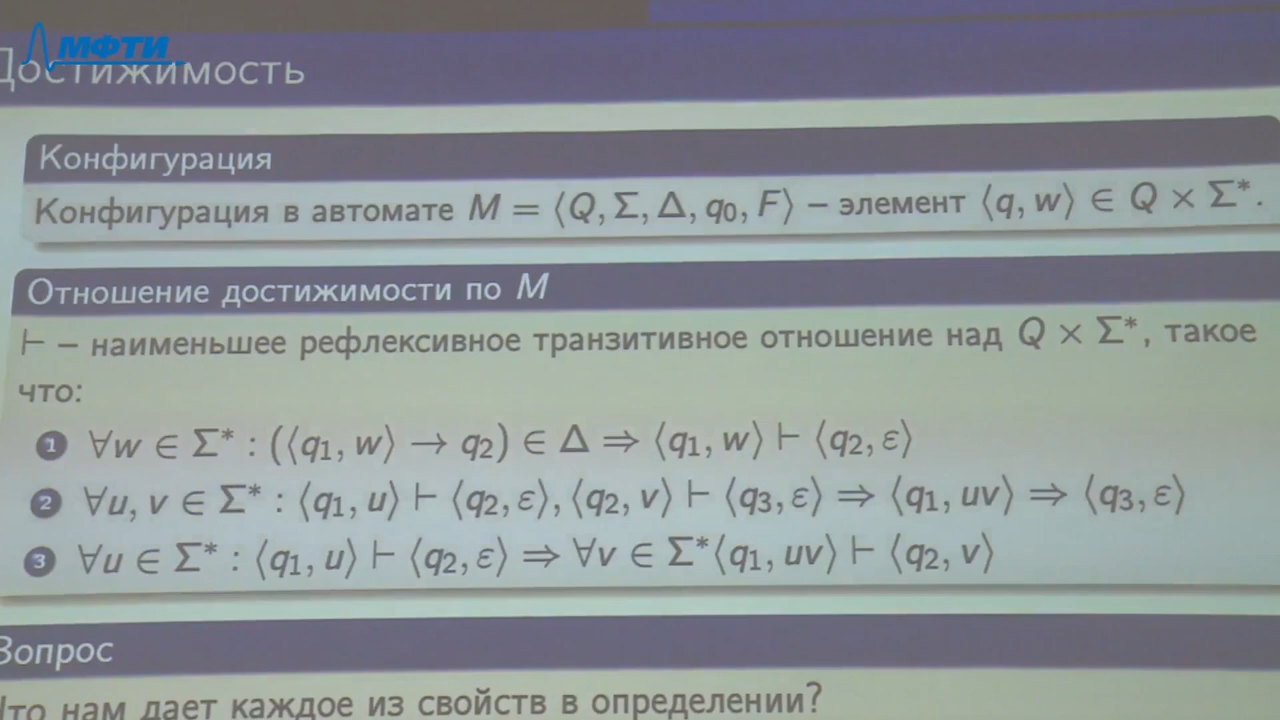 МФТИ
Достижимость
Конфигурация
Конфигурация в автомате M = ⟨Q, Σ, Δ, q₀, F⟩ – элемент ⟨q, w⟩ ∈ Q × Σ*.
Отношение достижимости по M
⊢ – наименьшее рефлексивное транзитивное отношение над Q × Σ*, такое
что:
1 ∀w ∈ Σ* : (⟨q₁, w⟩ → q₂) ∈ Δ ⇒ ⟨q₁, w⟩ ⊢ ⟨q₂, ε⟩
2 ∀u, v ∈ Σ* : ⟨q₁, u⟩ ⊢ ⟨q₂, ε⟩, ⟨q₂, v⟩ ⊢ ⟨q₃, ε⟩ ⇒ ⟨q₁, uv⟩ ⇒ ⟨q₃, ε⟩
3 ∀u ∈ Σ* : ⟨q₁, u⟩ ⊢ ⟨q₂, ε⟩ ⇒ ∀v ∈ Σ*⟨q₁, uv⟩ ⊢ ⟨q₂, v⟩
Вопрос
Что нам дает каждое из свойств в определении?